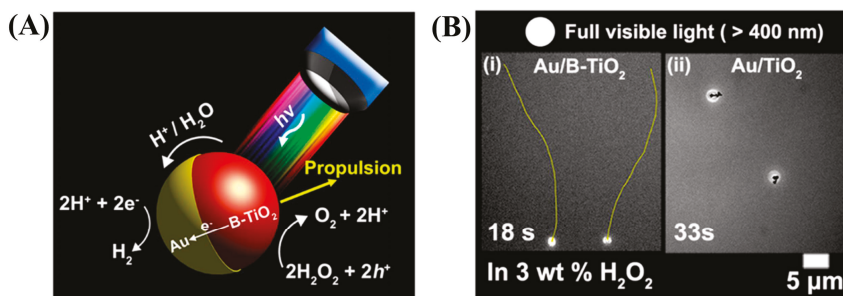 (A)
hν
H⁺ / H₂O
Propulsion
2H⁺ + 2e⁻
e⁻
Au
B-TiO₂
O₂ + 2H⁺
H₂
2H₂O₂ + 2h⁺
(B)
Full visible light ( > 400 nm)
(i) Au/B-TiO₂
(ii) Au/TiO₂
18 s
33s
In 3 wt % H₂O₂
5 µm